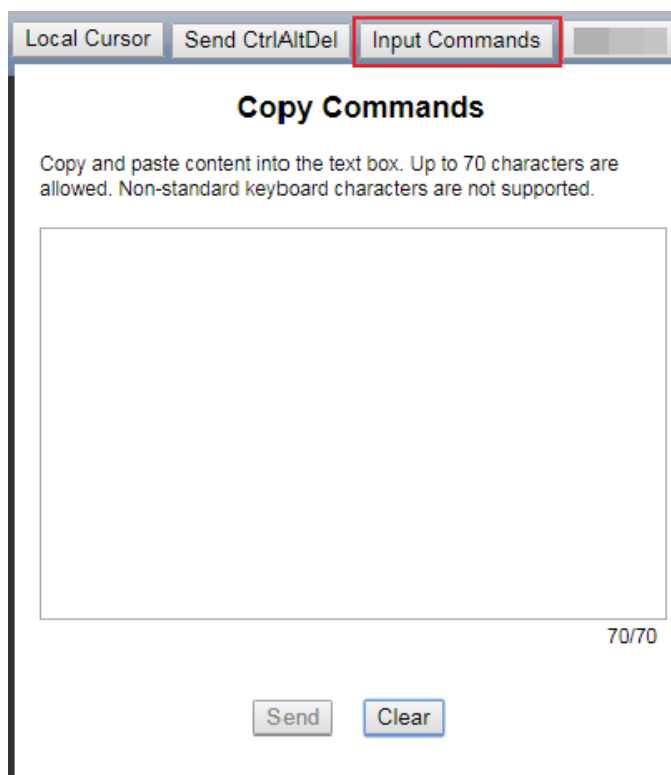 Local Cursor Send CtrlAltDel Input Commands
Copy Commands
Copy and paste content into the text box. Up to 70 characters are
allowed. Non-standard keyboard characters are not supported.
70/70
Send Clear